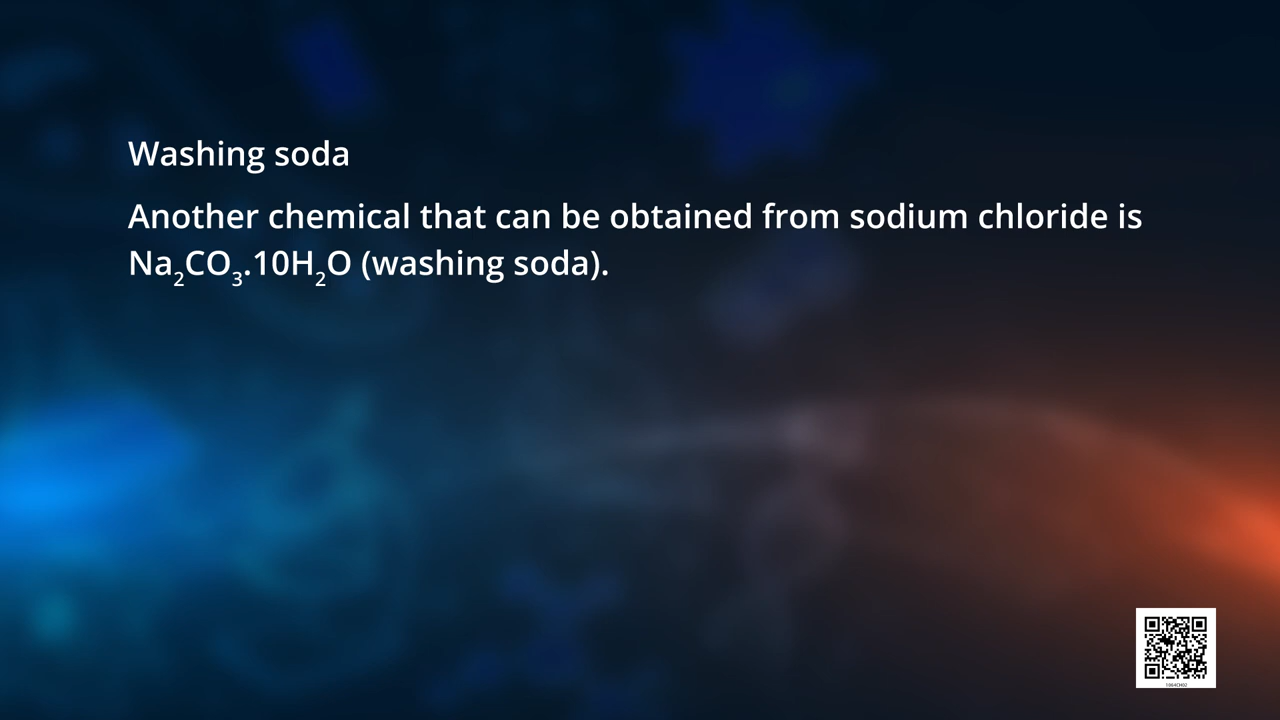 Washing soda
Another chemical that can be obtained from sodium chloride is
Na₂CO₃.10H₂O (washing soda).